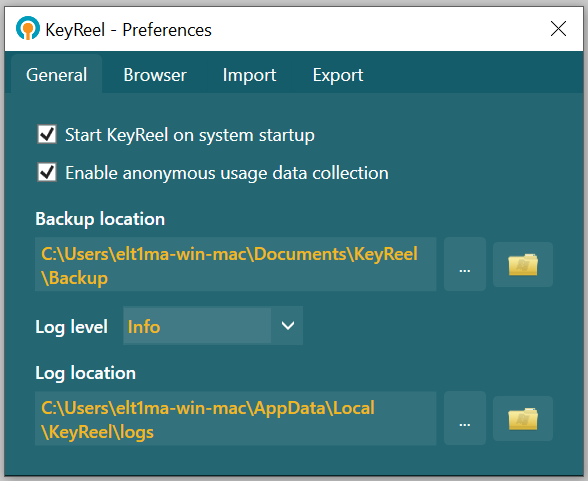 KeyReel - Preferences
General Browser Import Export
Start KeyReel on system startup
Enable anonymous usage data collection
Backup location
C:\Users\elt1ma-win-mac\Documents\KeyReel
\Backup
...
Log level Info
Log location
C:\Users\elt1ma-win-mac\AppData\Local
\KeyReel\logs
...